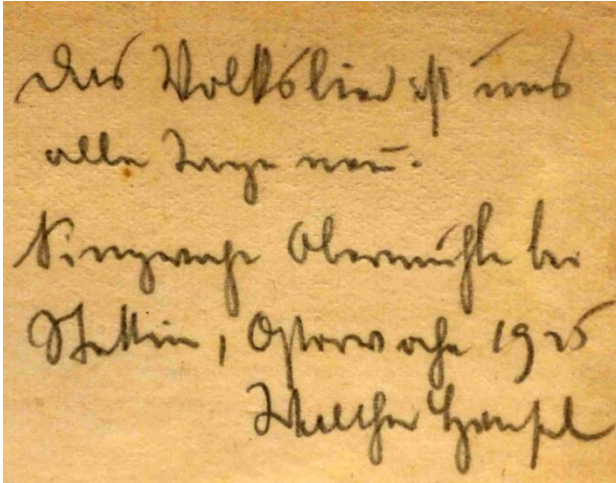 Das Volkslied ist uns
alle Tage neu.
Singwoche Obermühle bei
Stettin, Osterwoche 1925
Walther Hensel